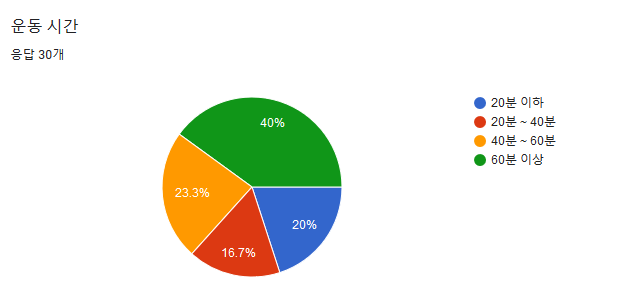 운동 시간
응답 30개
20분 이하
20분 ~ 40분
40분 ~ 60분
60분 이상
40%
23.3%
20%
16.7%